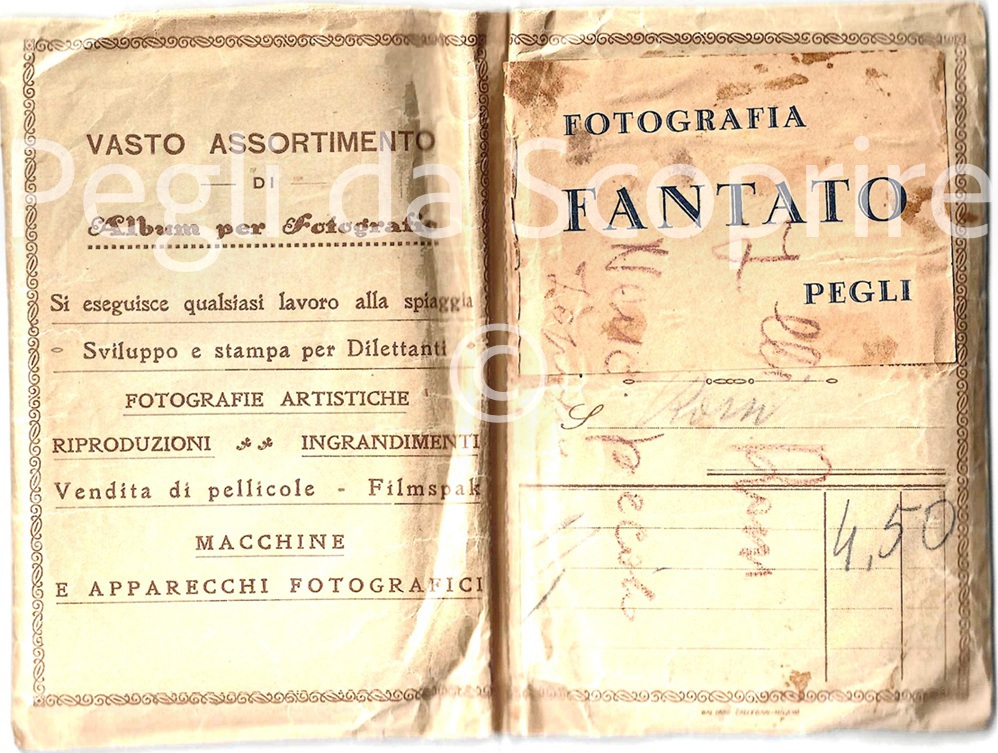 VASTO ASSORTIMENTO
DI
Album per Fotografie
Si eseguisce qualsiasi lavoro alla spiaggia
Sviluppo e stampa per Dilettanti
FOTOGRAFIE ARTISTICHE
RIPRODUZIONI INGRANDIMENTI
Vendita di pellicole - Filmspak
MACCHINE
E APPARECCHI FOTOGRAFICI
FOTOGRAFIA
FANTATO
PEGLI
S
4,50
Pegli da Scoprire
©